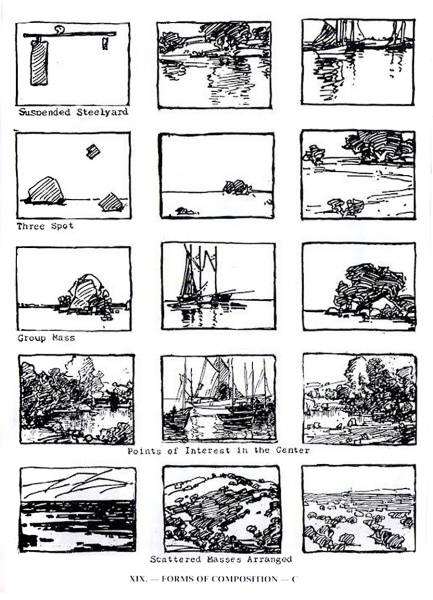 Suspended Steelyard
Three Spot
Group Mass
Points of Interest in the Center
Scattered Masses Arranged
XIX. — FORMS OF COMPOSITION — C